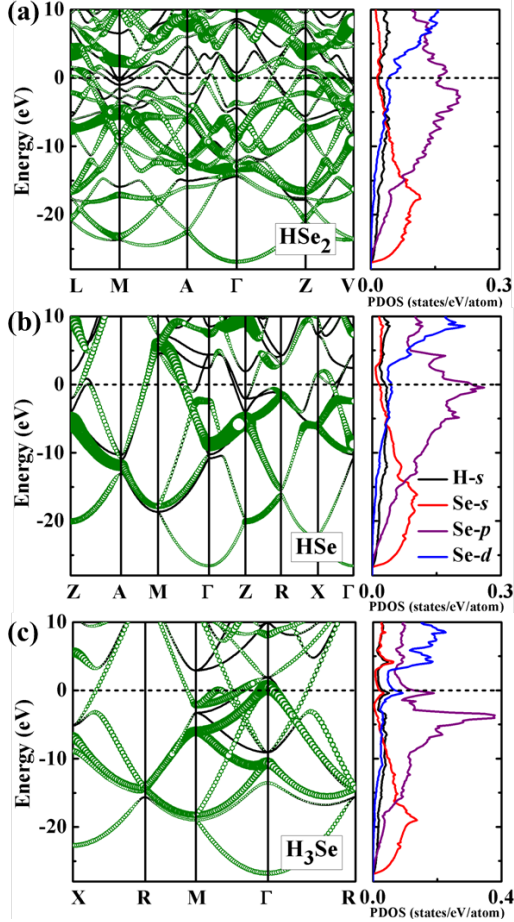 (a)
10
0
-10
-20
Energy (eV)
HSe2
L M A Γ Z V
0.0 0.3
PDOS (states/eV/atom)
(b)
10
0
-10
-20
Energy (eV)
HSe
Z A M Γ Z R X Γ
H-s
Se-s
Se-p
Se-d
0.0 0.3
PDOS (states/eV/atom)
(c)
10
0
-10
-20
Energy (eV)
H3Se
X R M Γ R
0.0 0.4
PDOS (states/eV/atom)